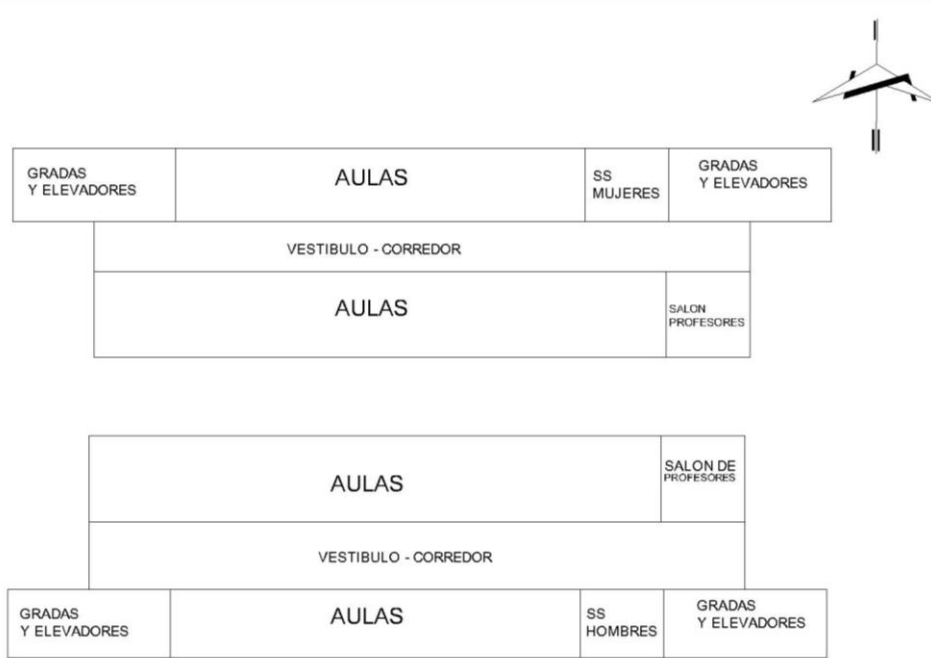 GRADAS
Y ELEVADORES
AULAS
SS
MUJERES
GRADAS
Y ELEVADORES
VESTIBULO - CORREDOR
AULAS
SALON
PROFESORES
AULAS
SALON DE
PROFESORES
VESTIBULO - CORREDOR
GRADAS
Y ELEVADORES
AULAS
SS
HOMBRES
GRADAS
Y ELEVADORES